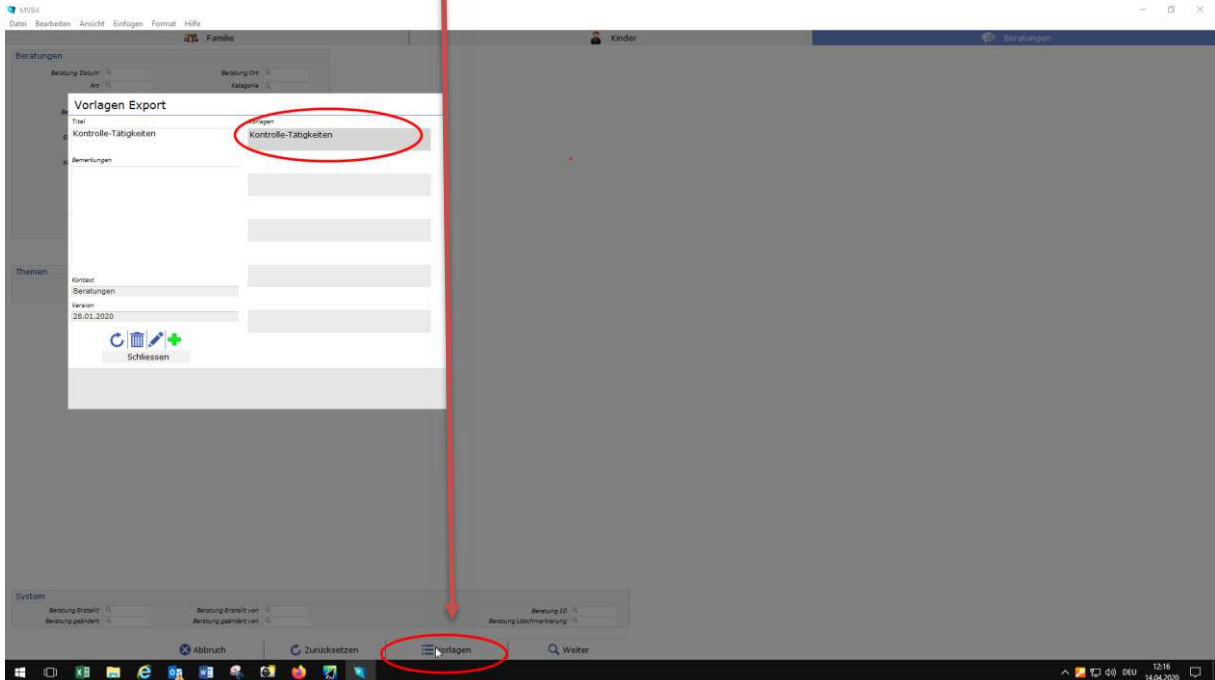 MVB4
Datei Bearbeiten Ansicht Einfügen Format Hilfe
Familie Kinder Beratungen
Beratungen
Beratung Datum Beratung Ort
Art Kategorie
Vorlagen Export
Titel Vorlagen
Kontrolle-Tätigkeiten Kontrolle-Tätigkeiten
Bemerkungen
Themen
Kontext
Beratungen
Version
28.01.2020
Schliessen
System
Beratung Erstellt Beratung Erstellt von Beratung ID
Beratung geändert Beratung geändert von Beratung Löschmarkierung
Abbruch Zurücksetzen Vorlagen Weiter
DEU 12:16
14.04.2020